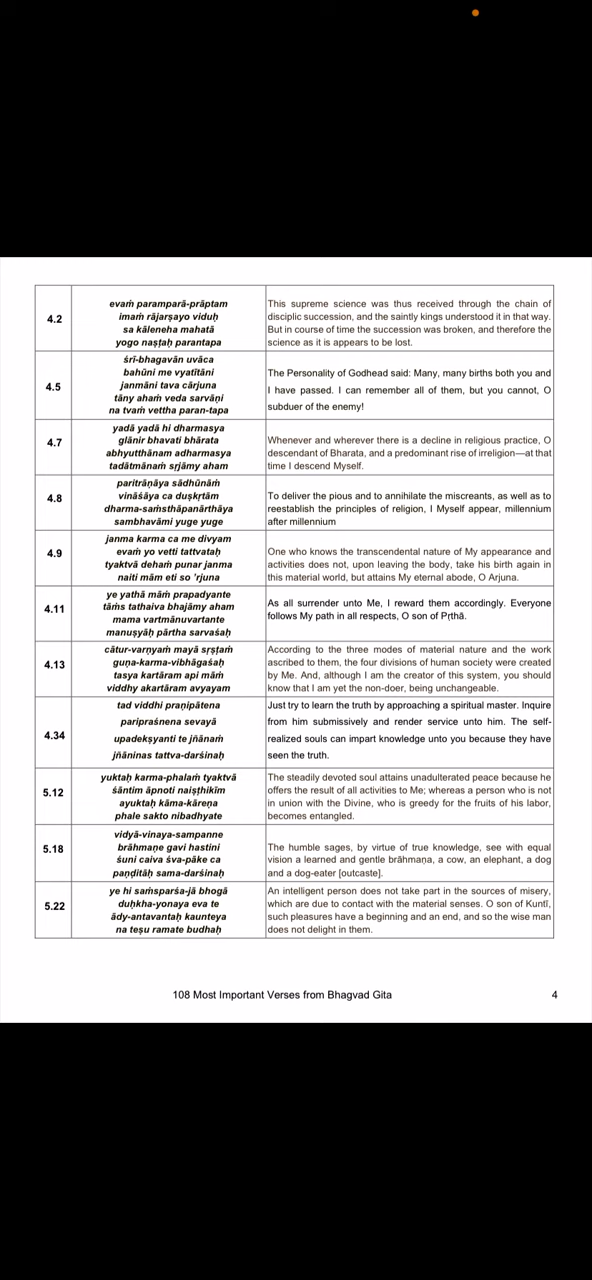 4.2
evaṁ paramparā-prāptam
imaṁ rājarṣayo viduḥ
sa kāleneha mahatā
yogo naṣṭaḥ parantapa
This supreme science was thus received through the chain of
disciplic succession, and the saintly kings understood it in that way.
But in course of time the succession was broken, and therefore the
science as it is appears to be lost.
4.5
śrī-bhagavān uvāca
bahūni me vyatītāni
janmāni tava cārjuna
tāny ahaṁ veda sarvāṇi
na tvaṁ vettha paran-tapa
The Personality of Godhead said: Many, many births both you and
I have passed. I can remember all of them, but you cannot, O
subduer of the enemy!
4.7
yadā yadā hi dharmasya
glānir bhavati bhārata
abhyutthānam adharmasya
tadātmānaṁ sṛjāmy aham
Whenever and wherever there is a decline in religious practice, O
descendant of Bharata, and a predominant rise of irreligion—at that
time I descend Myself.
4.8
paritrāṇāya sādhūnāṁ
vināśāya ca duṣkṛtām
dharma-saṁsthāpanārthāya
sambhavāmi yuge yuge
To deliver the pious and to annihilate the miscreants, as well as to
reestablish the principles of religion, I Myself appear, millennium
after millennium
4.9
janma karma ca me divyam
evaṁ yo vetti tattvataḥ
tyaktvā dehaṁ punar janma
naiti mām eti so 'rjuna
One who knows the transcendental nature of My appearance and
activities does not, upon leaving the body, take his birth again in
this material world, but attains My eternal abode, O Arjuna.
4.11
ye yathā māṁ prapadyante
tāṁs tathaiva bhajāmy aham
mama vartmānuvartante
manuṣyāḥ pārtha sarvaśaḥ
As all surrender unto Me, I reward them accordingly. Everyone
follows My path in all respects, O son of Pṛthā.
4.13
cātur-varṇyaṁ mayā sṛṣṭaṁ
guṇa-karma-vibhāgaśaḥ
tasya kartāram api māṁ
viddhy akartāram avyayam
According to the three modes of material nature and the work
ascribed to them, the four divisions of human society were created
by Me. And, although I am the creator of this system, you should
know that I am yet the non-doer, being unchangeable.
4.34
tad viddhi praṇipātena
paripraśnena sevayā
upadekṣyanti te jñānaṁ
jñāninas tattva-darśinaḥ
Just try to learn the truth by approaching a spiritual master. Inquire
from him submissively and render service unto him. The self-
realized souls can impart knowledge unto you because they have
seen the truth.
5.12
yuktaḥ karma-phalaṁ tyaktvā
śāntim āpnoti naiṣṭhikīm
ayuktaḥ kāma-kāreṇa
phale sakto nibadhyate
The steadily devoted soul attains unadulterated peace because he
offers the result of all activities to Me; whereas a person who is not
in union with the Divine, who is greedy for the fruits of his labor,
becomes entangled.
5.18
vidyā-vinaya-sampanne
brāhmaṇe gavi hastini
śuni caiva śva-pāke ca
paṇḍitāḥ sama-darśinaḥ
The humble sages, by virtue of true knowledge, see with equal
vision a learned and gentle brāhmaṇa, a cow, an elephant, a dog
and a dog-eater [outcaste].
5.22
ye hi saṁsparśa-jā bhogā
duḥkha-yonaya eva te
ādy-antavantaḥ kaunteya
na teṣu ramate budhaḥ
An intelligent person does not take part in the sources of misery,
which are due to contact with the material senses. O son of Kuntī,
such pleasures have a beginning and an end, and so the wise man
does not delight in them.
108 Most Important Verses from Bhagvad Gita
4